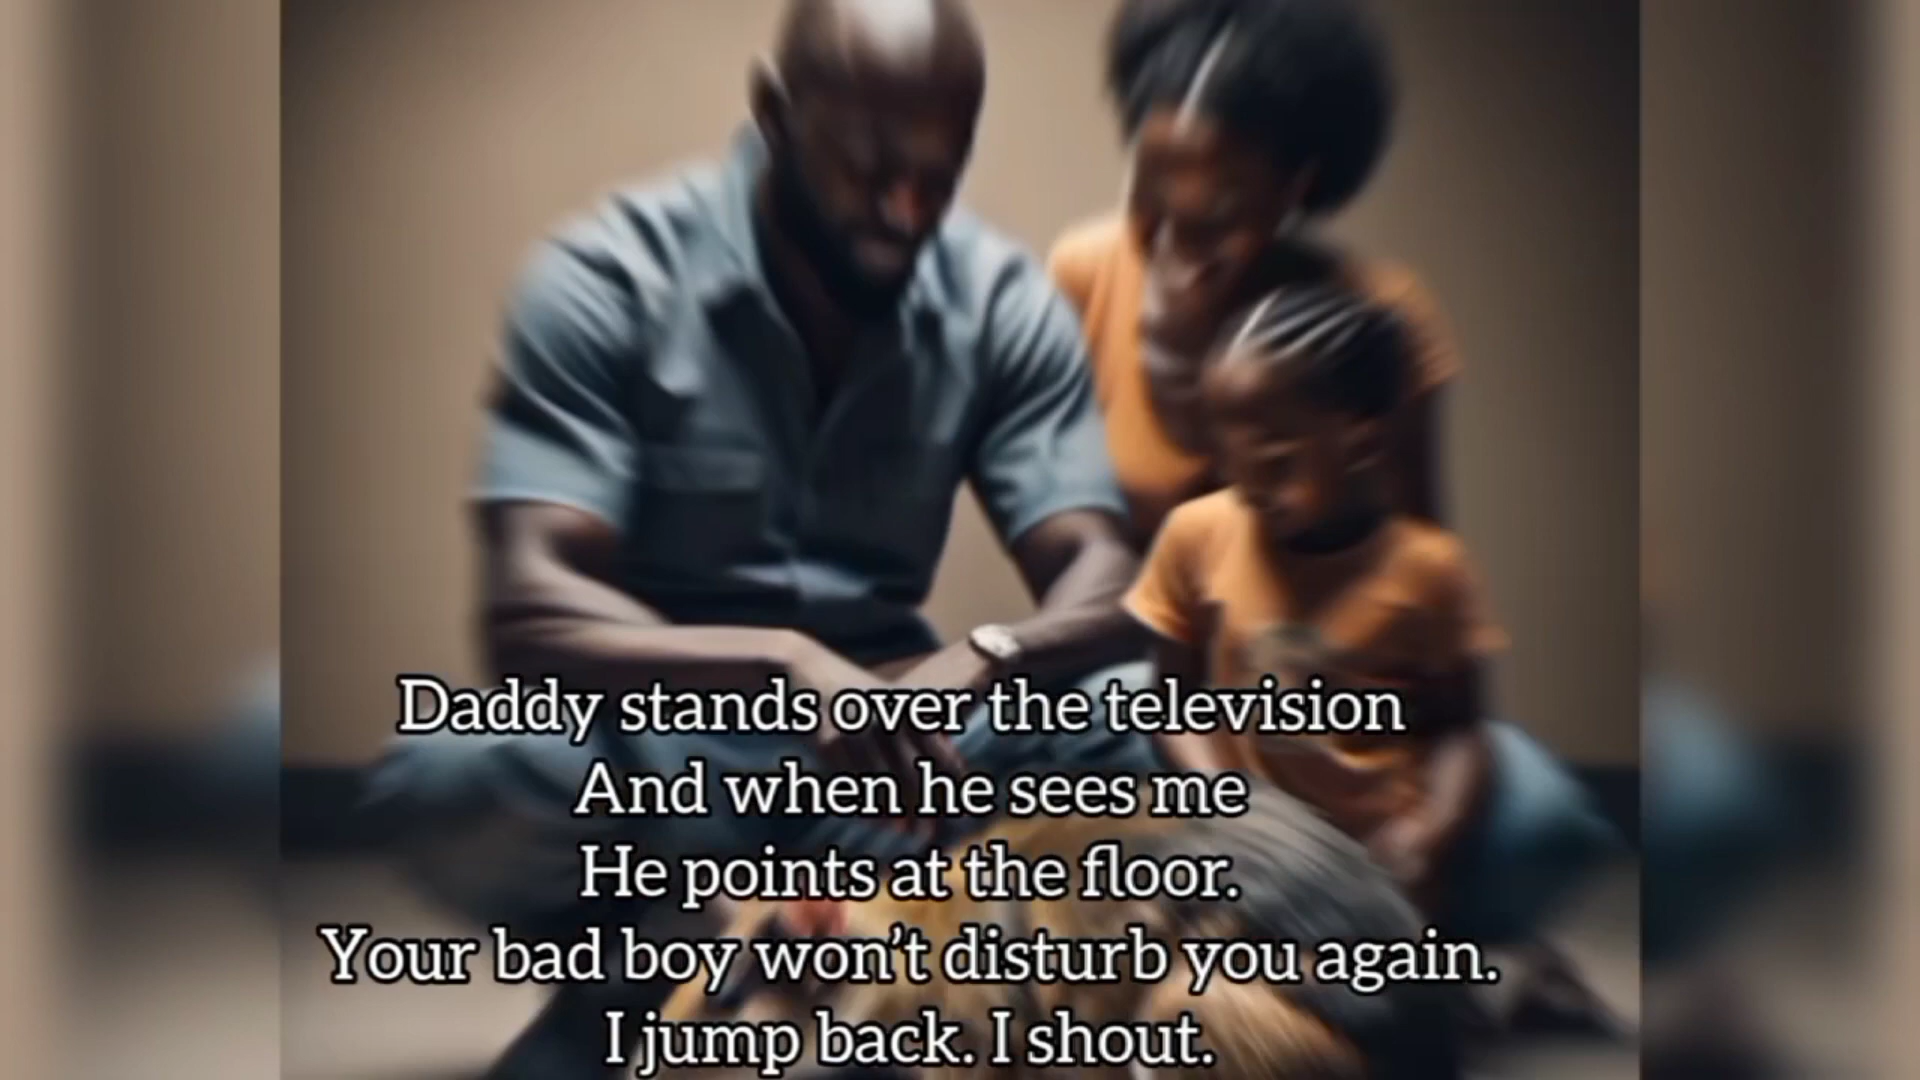 Daddy stands over the television
And when he sees me
He points at the floor.
Your bad boy won’t disturb you again.
I jump back. I shout.